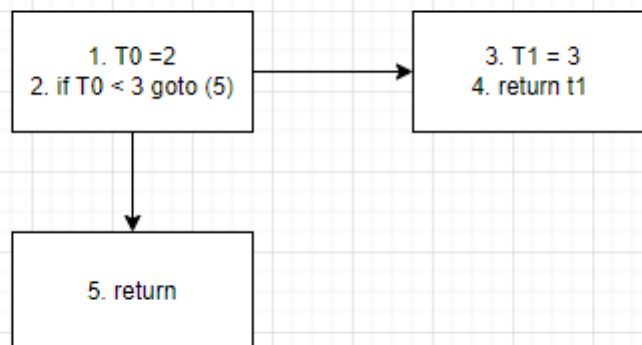 1. T0 =2
2. if T0 < 3 goto (5)
3. T1 = 3
4. return t1
5. return